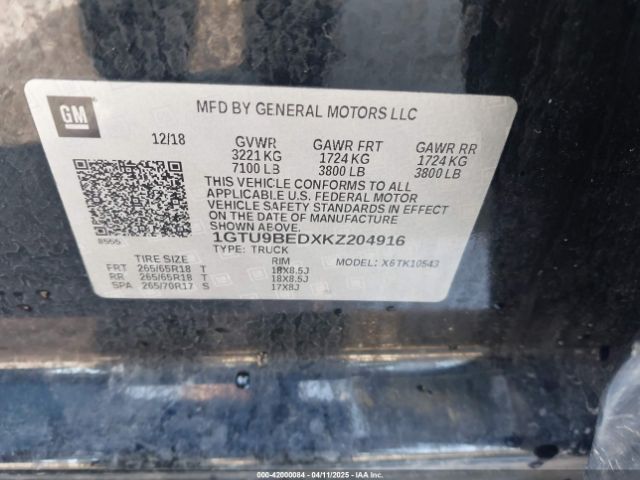 GM
MFD BY GENERAL MOTORS LLC
12/18 GVWR GAWR FRT GAWR RR
3221 KG 1724 KG 1724 KG
7100 LB 3800 LB 3800 LB
THIS VEHICLE CONFORMS TO ALL
APPLICABLE U.S. FEDERAL MOTOR
VEHICLE SAFETY STANDARDS IN EFFECT
ON THE DATE OF MANUFACTURE
SHOWN ABOVE.
8555 1GTU9BEDXKZ204916
TYPE: TRUCK
TIRE SIZE RIM MODEL: X6TK10543
FRT 265/65R18 T 18X8.5J
RR 265/65R18 T 18X8.5J
SPA 265/70R17 S 17X8J
000-42000084 - 04/11/2025 - IAA Inc.